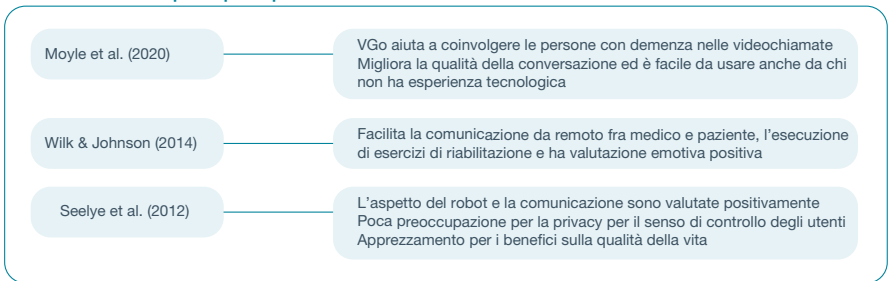 Moyle et al. (2020)
VGo aiuta a coinvolgere le persone con demenza nelle videochiamate
Migliora la qualità della conversazione ed è facile da usare anche da chi
non ha esperienza tecnologica
Wilk & Johnson (2014)
Facilita la comunicazione da remoto fra medico e paziente, l'esecuzione
di esercizi di riabilitazione e ha valutazione emotiva positiva
Seelye et al. (2012)
L'aspetto del robot e la comunicazione sono valutate positivamente
Poca preoccupazione per la privacy per il senso di controllo degli utenti
Apprezzamento per i benefici sulla qualità della vita